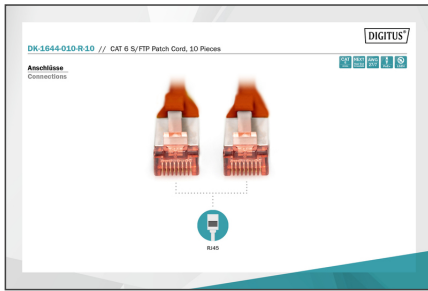 DIGITUS®
DK-1644-010-R-10 // CAT 6 S/FTP Patch Cord, 10 Pieces
Anschlüsse
Connections
RJ45